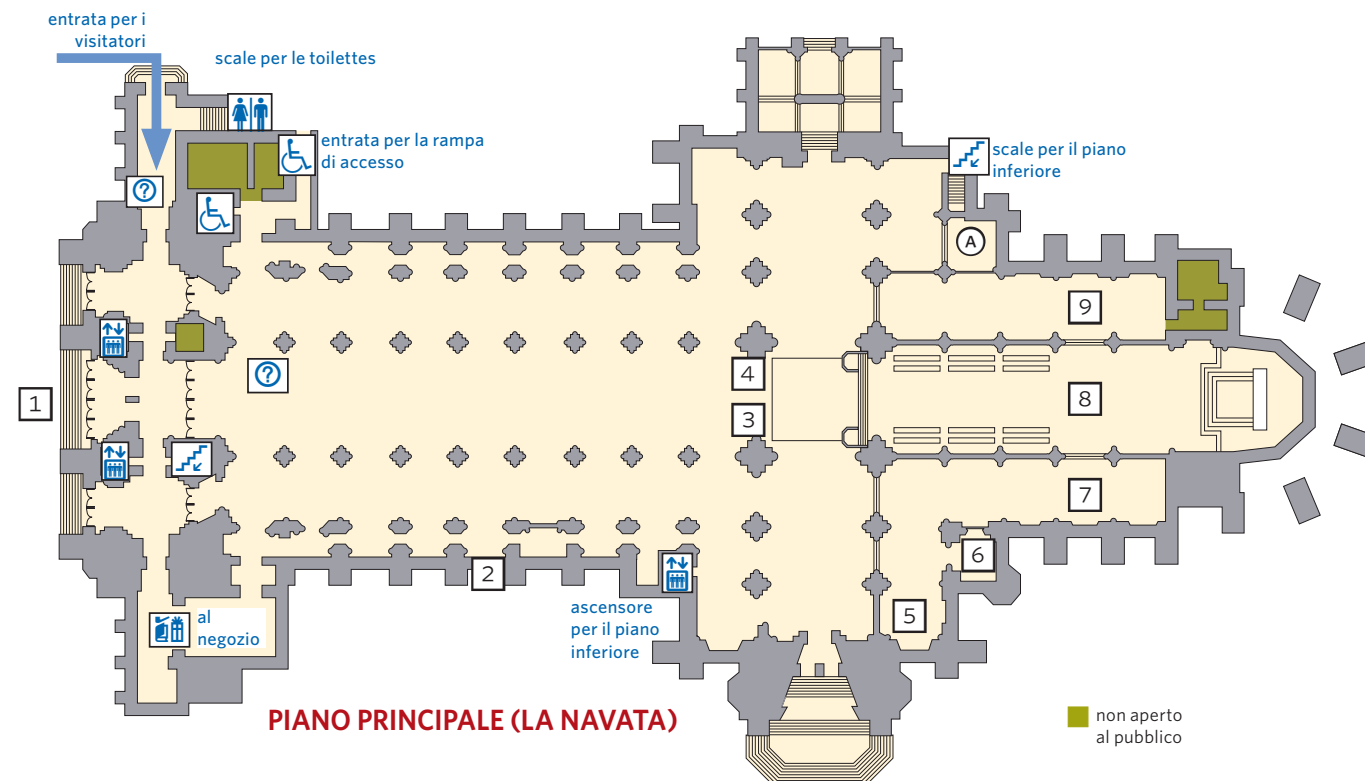 entrata per i
visitatori
scale per le toilettes
entrata per la rampa
di accesso
scale per il piano
inferiore
?
A
9
?
4
8
1
3
7
2
6
5
al
negozio
ascensore
per il piano
inferiore
PIANO PRINCIPALE (LA NAVATA)
non aperto
al pubblico